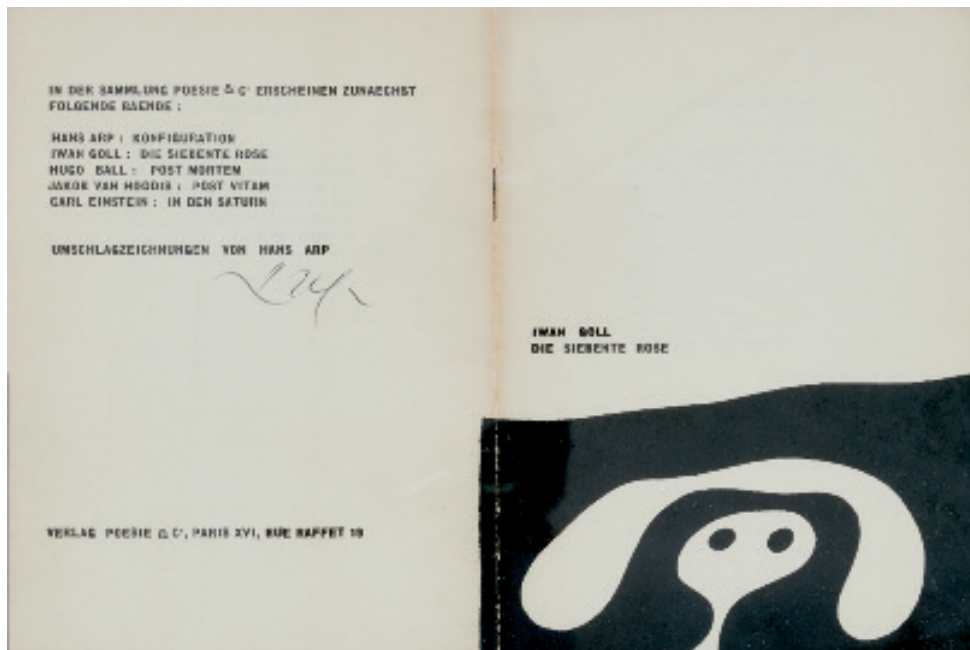 IN DER SAMMLUNG POESIE & Cº ERSCHEINEN ZUNAECHST
FOLGENDE BAENDE :
HANS ARP : KONFIGURATION
IWAN GOLL : DIE SIEBENTE ROSE
HUGO BALL : POST MORTEM
JAKOB VAN HODDIS : POST VITAM
CARL EINSTEIN : IN DEN SATURN
UMSCHLAGZEICHNUNGEN VON HANS ARP
VERLAG POESIE & Cº, PARIS XVI, RUE RAFFET 19
IWAN GOLL
DIE SIEBENTE ROSE